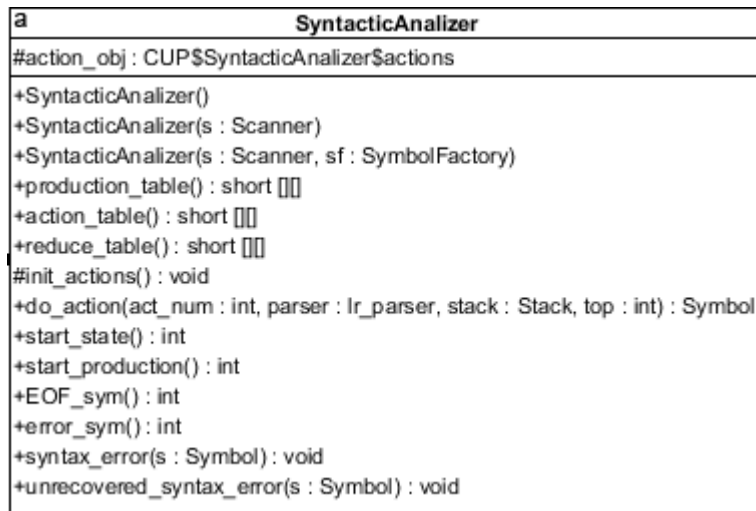 a
SyntacticAnalizer
#action_obj : CUP$SyntacticAnalizer$actions
+SyntacticAnalizer()
+SyntacticAnalizer(s : Scanner)
+SyntacticAnalizer(s : Scanner, sf : SymbolFactory)
+production_table() : short [][]
+action_table() : short [][]
+reduce_table() : short [][]
#init_actions() : void
+do_action(act_num : int, parser : lr_parser, stack : Stack, top : int) : Symbol
+start_state() : int
+start_production() : int
+EOF_sym() : int
+error_sym() : int
+syntax_error(s : Symbol) : void
+unrecovered_syntax_error(s : Symbol) : void